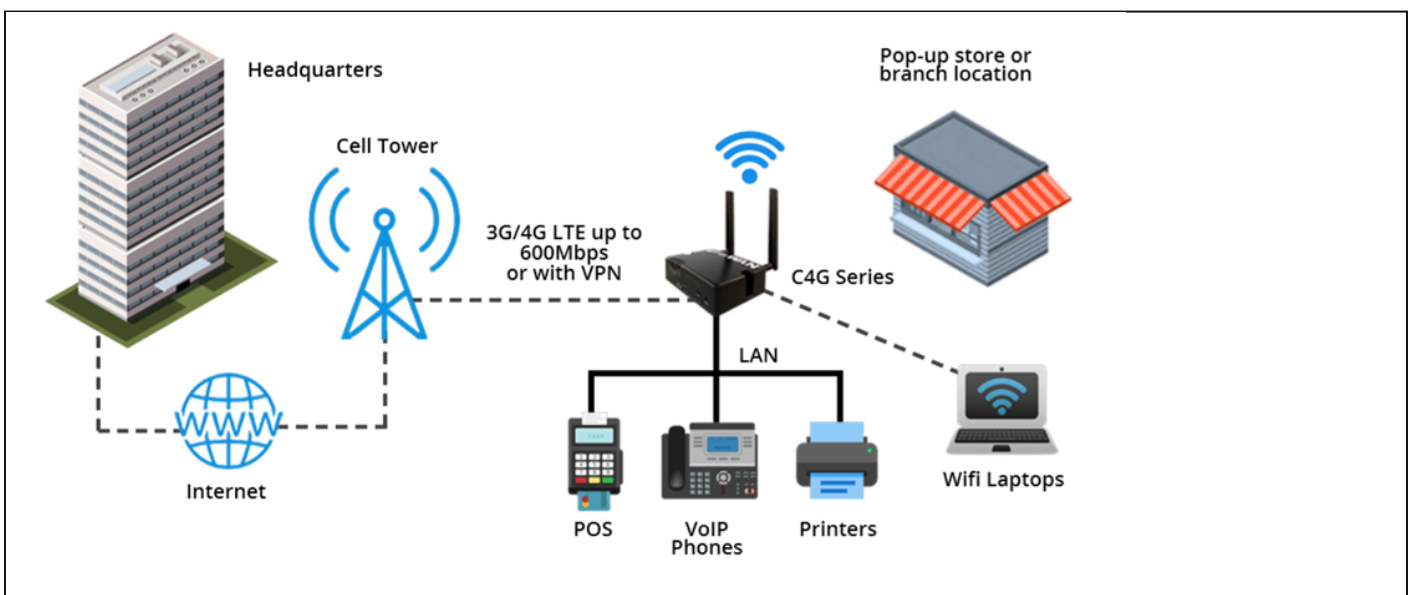 Headquarters
Pop-up store or
branch location
Cell Tower
3G/4G LTE up to
600Mbps
or with VPN
C4G Series
LAN
WWW
Internet
POS
VoIP
Phones
Printers
Wifi Laptops